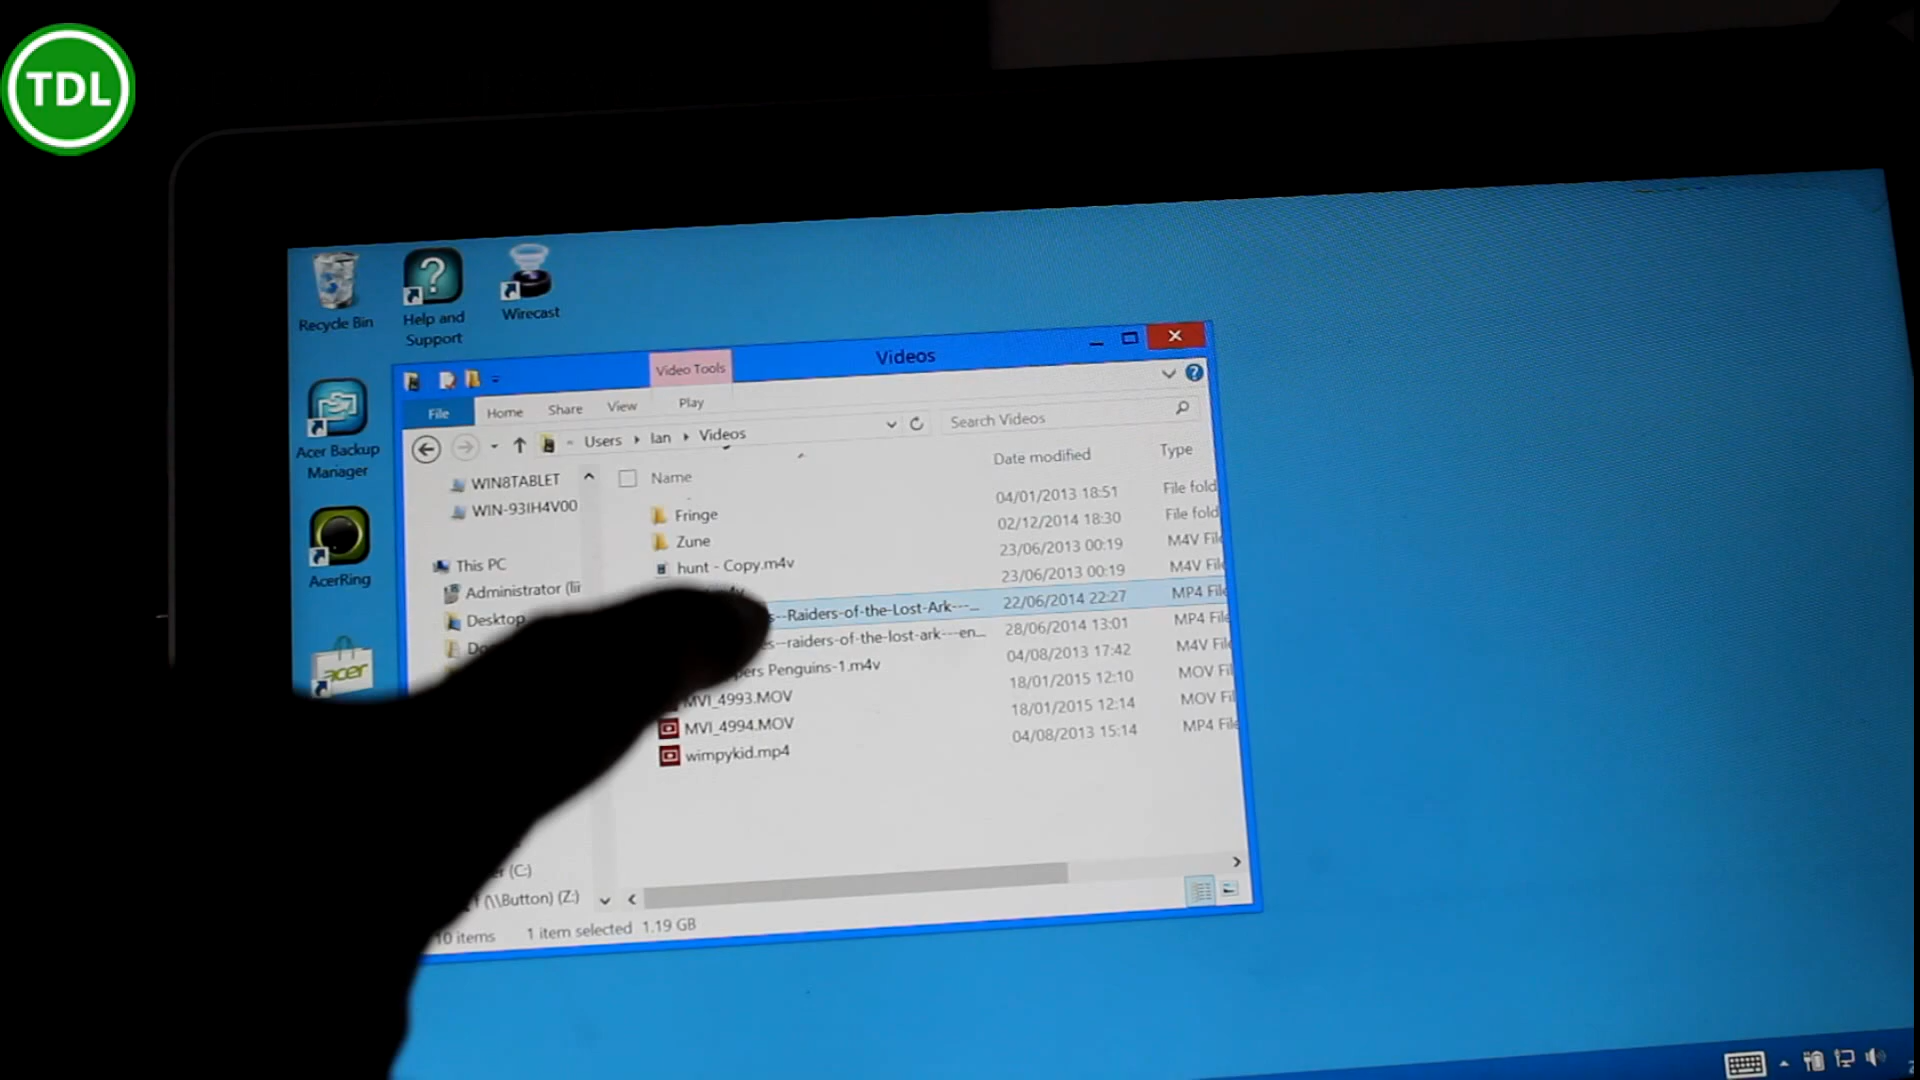 TDL
Recycle Bin
Help and
Support
Wirecast
Acer Backup
Manager
AcerRing
acer
Video Tools
Videos
File
Home
Share
View
Play
Users
Ian
Videos
Search Videos
WIN8TABLET
WIN-93IH4V00
This PC
Administrator (lii
Desktop
(C:)
(\\Button) (Z:)
Name
Date modified
Type
Fringe
04/01/2013 18:51
File fold
Zune
02/12/2014 18:30
File fold
hunt - Copy.m4v
23/06/2013 00:19
M4V File
23/06/2013 00:19
M4V File
s--Raiders-of-the-Lost-Ark---...
22/06/2014 22:27
MP4 File
es--raiders-of-the-lost-ark---en...
28/06/2014 13:01
MP4 File
pers Penguins-1.m4v
04/08/2013 17:42
M4V File
MVI_4993.MOV
18/01/2015 12:10
MOV Fil
MVI_4994.MOV
18/01/2015 12:14
MOV Fil
wimpykid.mp4
04/08/2013 15:14
MP4 File
10 items
1 item selected 1.19 GB